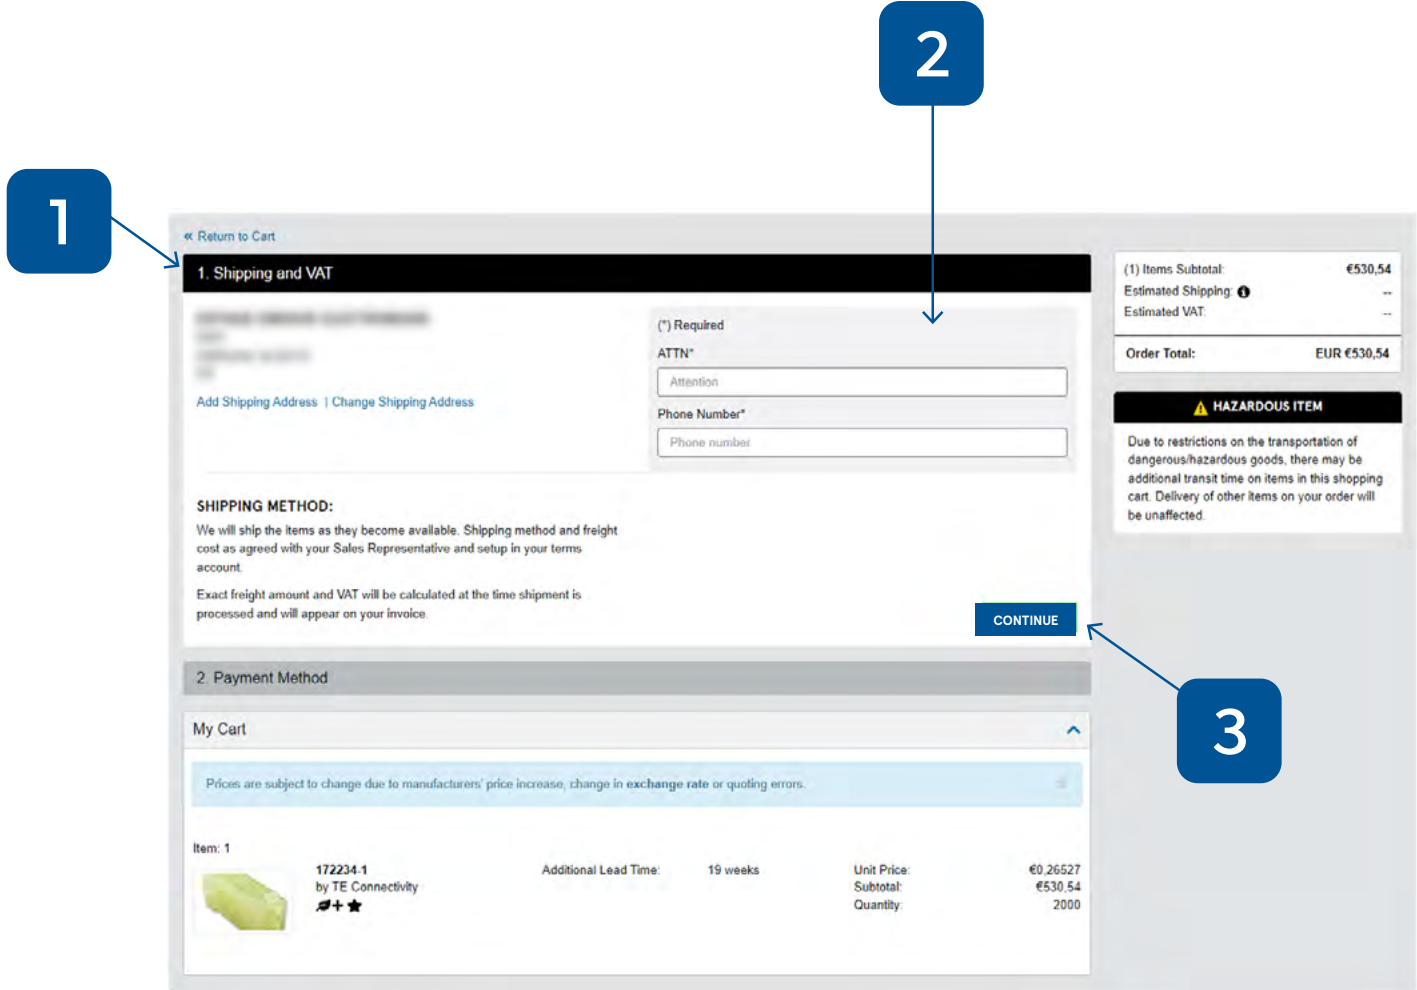 2
1
« Return to Cart
1. Shipping and VAT
(*) Required
ATTN*
Attention
Add Shipping Address | Change Shipping Address
Phone Number*
Phone number
SHIPPING METHOD:
We will ship the items as they become available. Shipping method and freight
cost as agreed with your Sales Representative and setup in your terms
account.
Exact freight amount and VAT will be calculated at the time shipment is
processed and will appear on your invoice.
CONTINUE
3
(1) Items Subtotal: €530,54
Estimated Shipping: --
Estimated VAT: --
Order Total: EUR €530,54
HAZARDOUS ITEM
Due to restrictions on the transportation of
dangerous/hazardous goods, there may be
additional transit time on items in this shopping
cart. Delivery of other items on your order will
be unaffected.
2. Payment Method
My Cart
Prices are subject to change due to manufacturers' price increase, change in exchange rate or quoting errors.
Item: 1
172234-1 Additional Lead Time: 19 weeks Unit Price: €0,26527
by TE Connectivity Subtotal: €530,54
Quantity: 2000